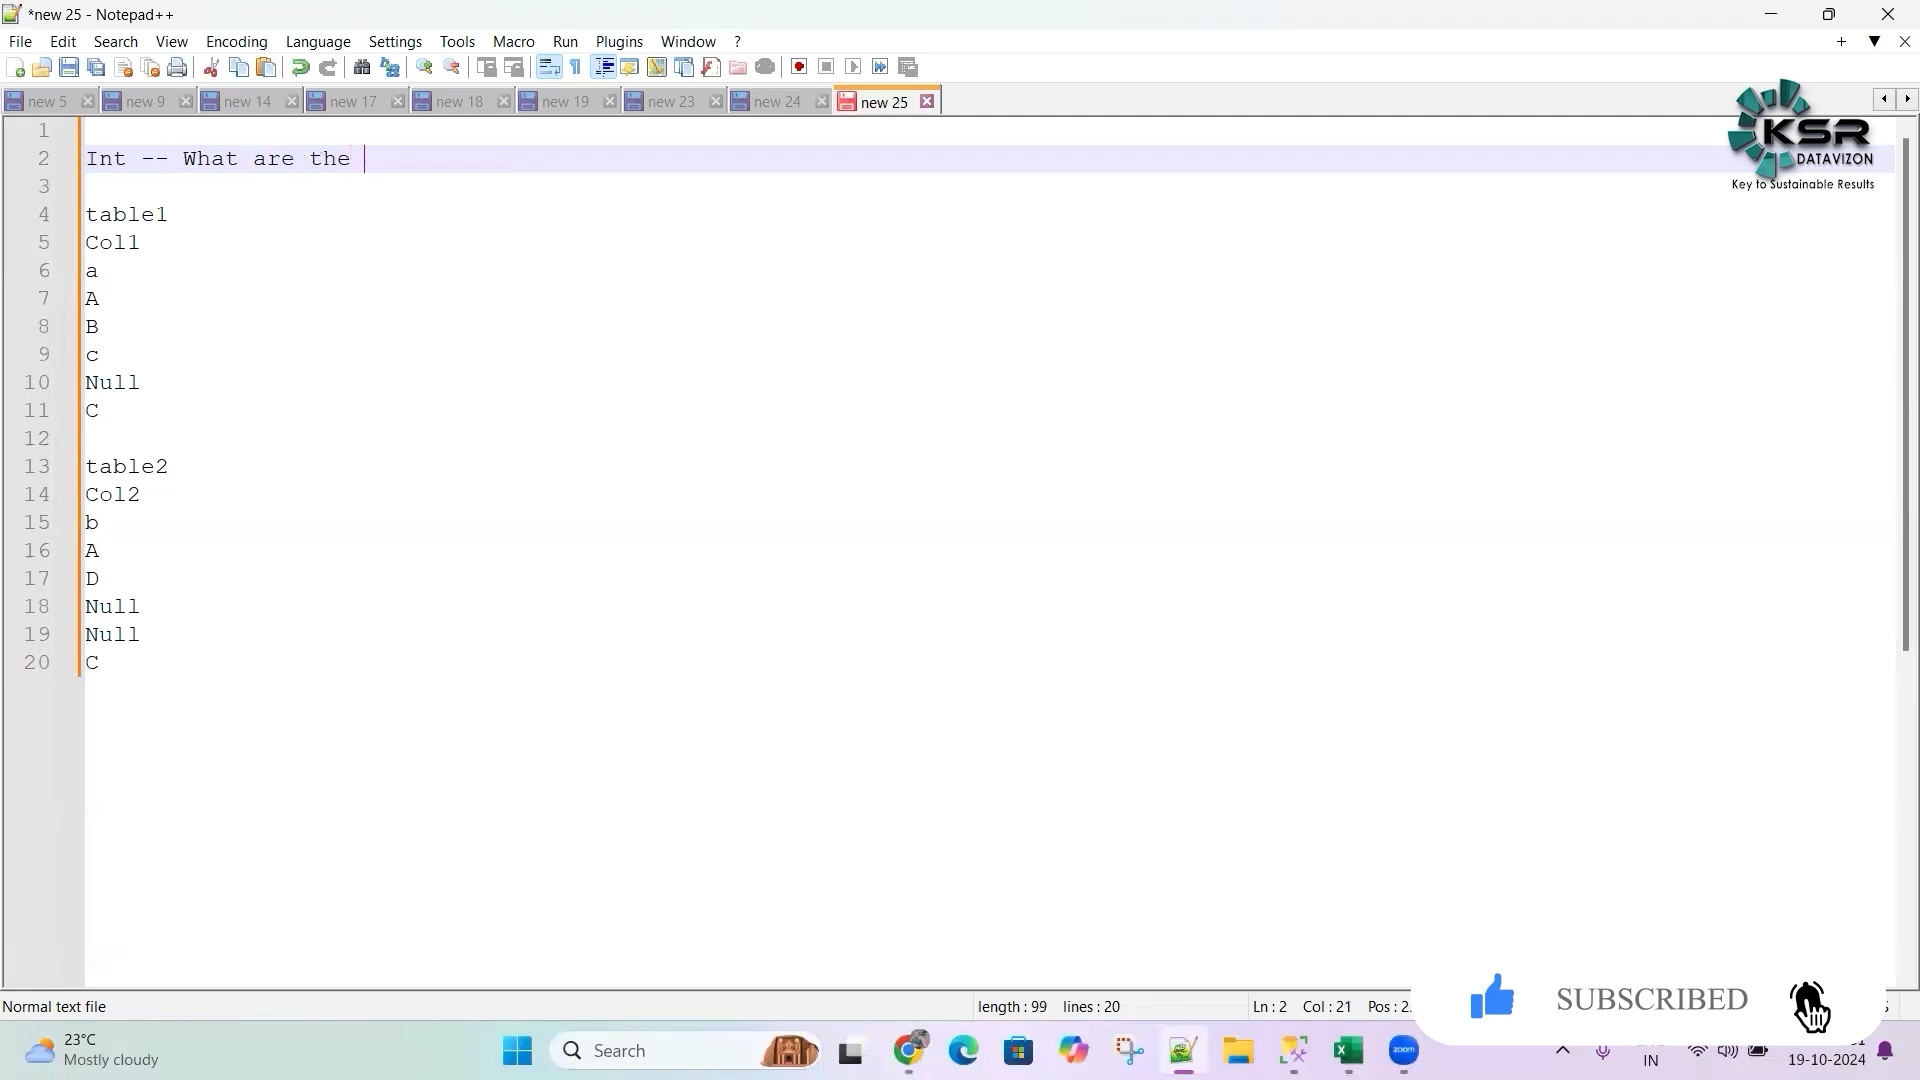 *new 25 - Notepad++
File Edit Search View Encoding Language Settings Tools Macro Run Plugins Window ?
new 5 new 9 new 14 new 17 new 18 new 19 new 23 new 24 new 25
KSR
DATAVIZON
Key to Sustainable Results
1
2 Int -- What are the
3
4 table1
5 Col1
6 a
7 A
8 B
9 c
10 Null
11 C
12
13 table2
14 Col2
15 b
16 A
17 D
18 Null
19 Null
20 C
Normal text file length : 99 lines : 20 Ln : 2 Col : 21 Pos : 2
SUBSCRIBED
23°C
Mostly cloudy
Search
zoom
IN
19-10-2024